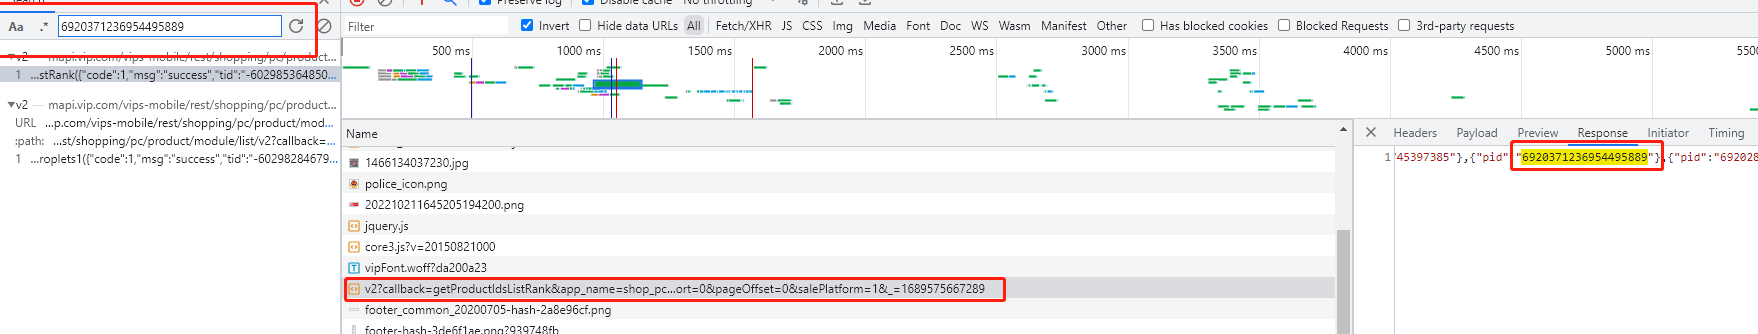 Preserve log Disable cache No throttling
Aa .* 6920371236954495889
v2 — mapi.vip.com/vips-mobile/rest/shopping/pc/product...
1 ...stRank({"code":1,"msg":"success","tid":"-602985364850...
v2 — mapi.vip.com/vips-mobile/rest/shopping/pc/product...
URL ...p.com/vips-mobile/rest/shopping/pc/product/mod...
:path: ...st/shopping/pc/product/module/list/v2?callback=...
1 ...roplets1({"code":1,"msg":"success","tid":"-60298284679...
Filter Invert Hide data URLs All Fetch/XHR JS CSS Img Media Font Doc WS Wasm Manifest Other Has blocked cookies Blocked Requests 3rd-party requests
500 ms 1000 ms 1500 ms 2000 ms 2500 ms 3000 ms 3500 ms 4000 ms 4500 ms 5000 ms 550
Name
1466134037230.jpg
police_icon.png
202210211645205194200.png
jquery.js
core3.js?v=20150821000
vipFont.woff?da200a23
v2?callback=getProductIdsListRank&app_name=shop_pc...ort=0&pageOffset=0&salePlatform=1&_=1689575667289
footer_common_20200705-hash-2a8e96cf.png
footer-hash-3de6f1ae.png?939748fb
Headers Payload Preview Response Initiator Timing
1 '45397385"},{"pid":"6920371236954495889"},{"pid":"692028